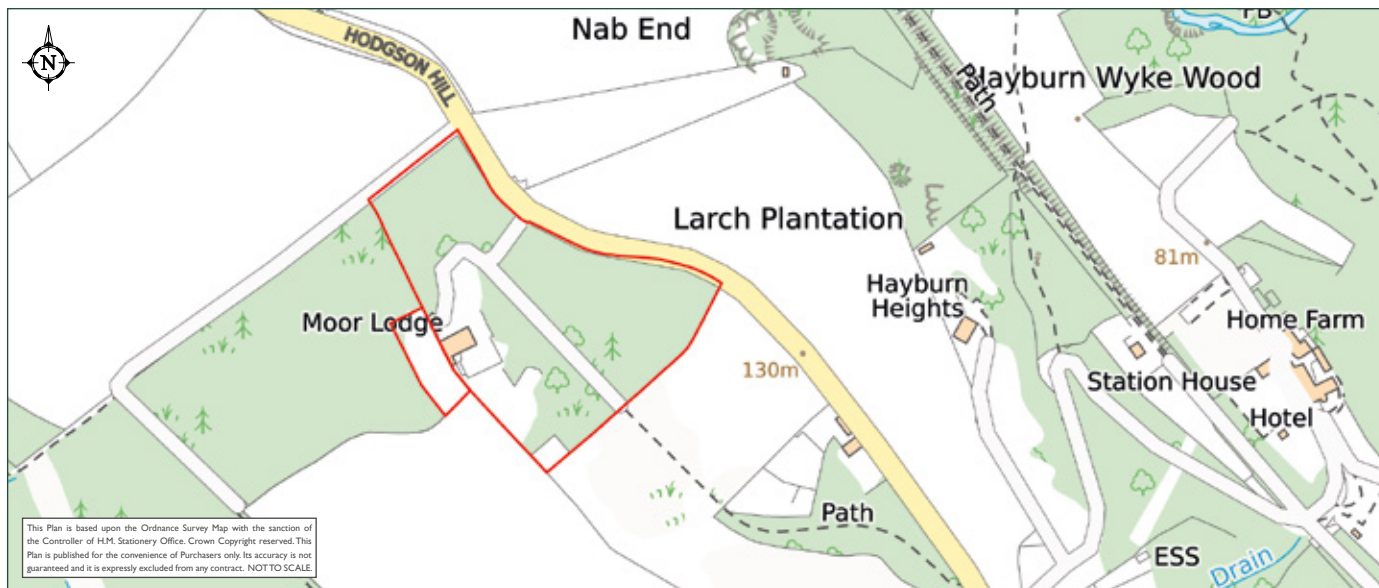 N
HODGSON HILL
Nab End
FB
Path
Hayburn Wyke Wood
Larch Plantation
81m
Hayburn
Heights
Home Farm
Moor Lodge
130m
Station House
Hotel
Path
ESS
Drain
This Plan is based upon the Ordnance Survey Map with the sanction of
the Controller of H.M. Stationery Office. Crown Copyright reserved. This
Plan is published for the convenience of Purchasers only. Its accuracy is not
guaranteed and it is expressly excluded from any contract. NOT TO SCALE.